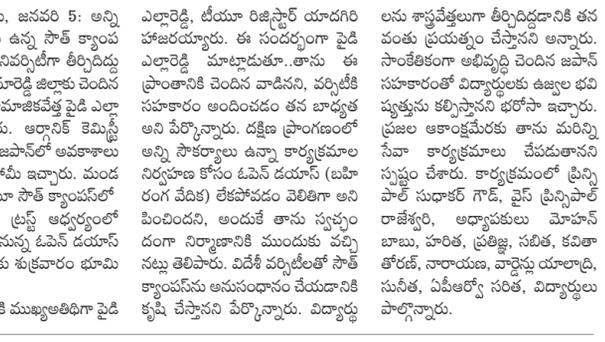 , జనవరి 5: అన్ని
ఉన్న సౌత్ క్యాంప
నివర్సిటీగా తీర్చిదిద్దు
రెడ్డి జిల్లాకు చెందిన
మాజికవేత్త పైడి ఎల్లా
రు. ఆర్గానిక్ కెమిస్ట్రీ
జపాన్‌లో అవకాశాలు
హామీ ఇచ్చారు. మండ
యూ సౌత్ క్యాంపస్‌లో
ట్రస్ట్ ఆధ్వర్యంలో
నున్న ఓపెన్ డయాస్
కు శుక్రవారం భూమి
కి ముఖ్యఅతిథిగా పైడి
ఎల్లారెడ్డి, టీయూ రిజిస్ట్రార్ యాదగిరి
హాజరయ్యారు. ఈ సందర్భంగా పైడి
ఎల్లారెడ్డి మాట్లాడుతూ..తాను ఈ
ప్రాంతానికి చెందిన వాడినని, వర్సిటీకి
సహకారం అందించడం తన బాధ్యత
అని పేర్కొన్నారు. దక్షిణ ప్రాంగణంలో
అన్ని సౌకర్యాలు ఉన్నా కార్యక్రమాల
నిర్వహణ కోసం ఓపెన్ డయాస్ (బహి
రంగ వేదిక) లేకపోవడం వెలితిగా అని
పించిందని, అందుకే తాను స్వచ్ఛం
దంగా నిర్మాణానికి ముందుకు వచ్చి
నట్లు తెలిపారు. విదేశీ వర్సిటీలతో సౌత్
క్యాంపస్‌ను అనుసంధానం చేయడానికి
కృషి చేస్తానని పేర్కొన్నారు. విద్యార్థు
లను శాస్త్రవేత్తలుగా తీర్చిదిద్దడానికి తన
వంతు ప్రయత్నం చేస్తానని అన్నారు.
సాంకేతికంగా అభివృద్ధి చెందిన జపాన్
సహకారంతో విద్యార్థులకు ఉజ్వల భవి
ష్యత్తును కల్పిస్తానని భరోసా ఇచ్చారు.
ప్రజల ఆకాంక్షమేరకు తాను మరిన్ని
సేవా కార్యక్రమాలు చేపడుతానని
స్పష్టం చేశారు. కార్యక్రమంలో ప్రిన్సి
పాల్ సుధాకర్ గౌడ్, వైస్ ప్రిన్సిపాల్
రాజేశ్వరి, అధ్యాపకులు మోహన్
బాబు, హరిత, ప్రతిజ్ఞ, సబిత, కవితా
తోరణ్, నారాయణ, వార్డెన్లు యాలాద్రి,
సునీత, ఏపీఆర్వో సరిత, విద్యార్థులు
పాల్గొన్నారు.